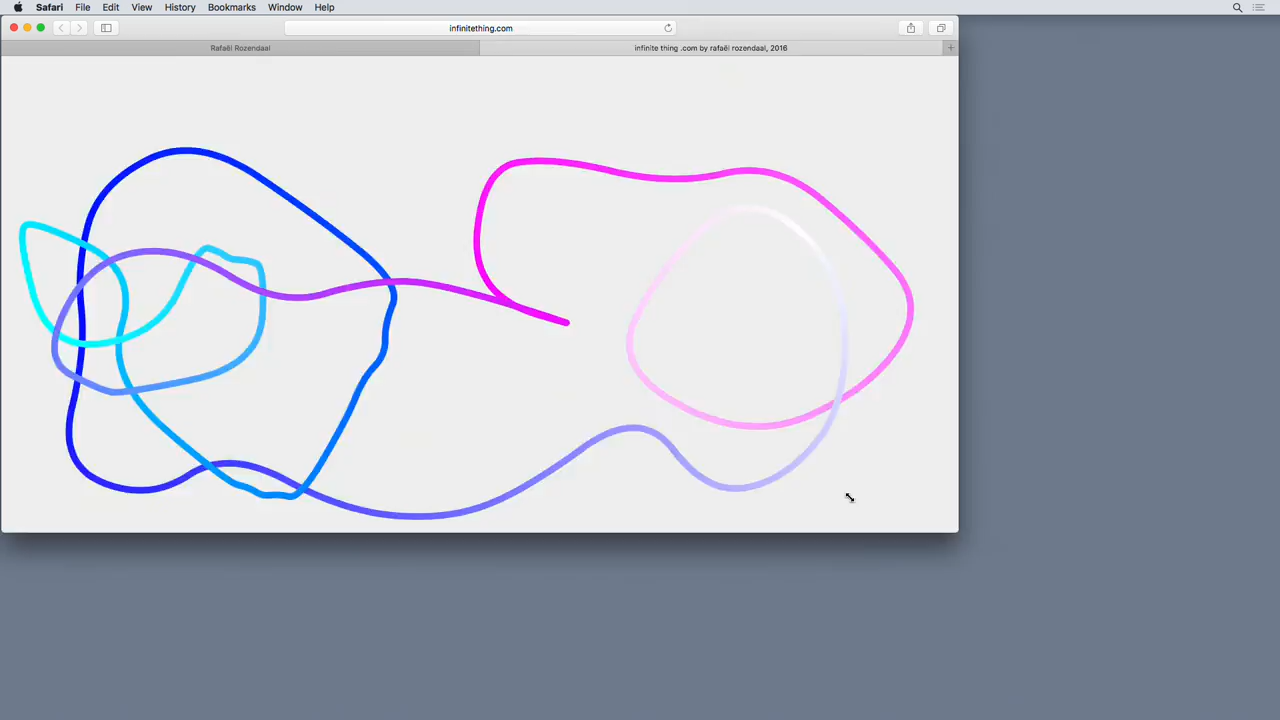 Safari File Edit View History Bookmarks Window Help
infinitething.com
Rafaël Rozendaal
infinite thing .com by rafaël rozendaal, 2016